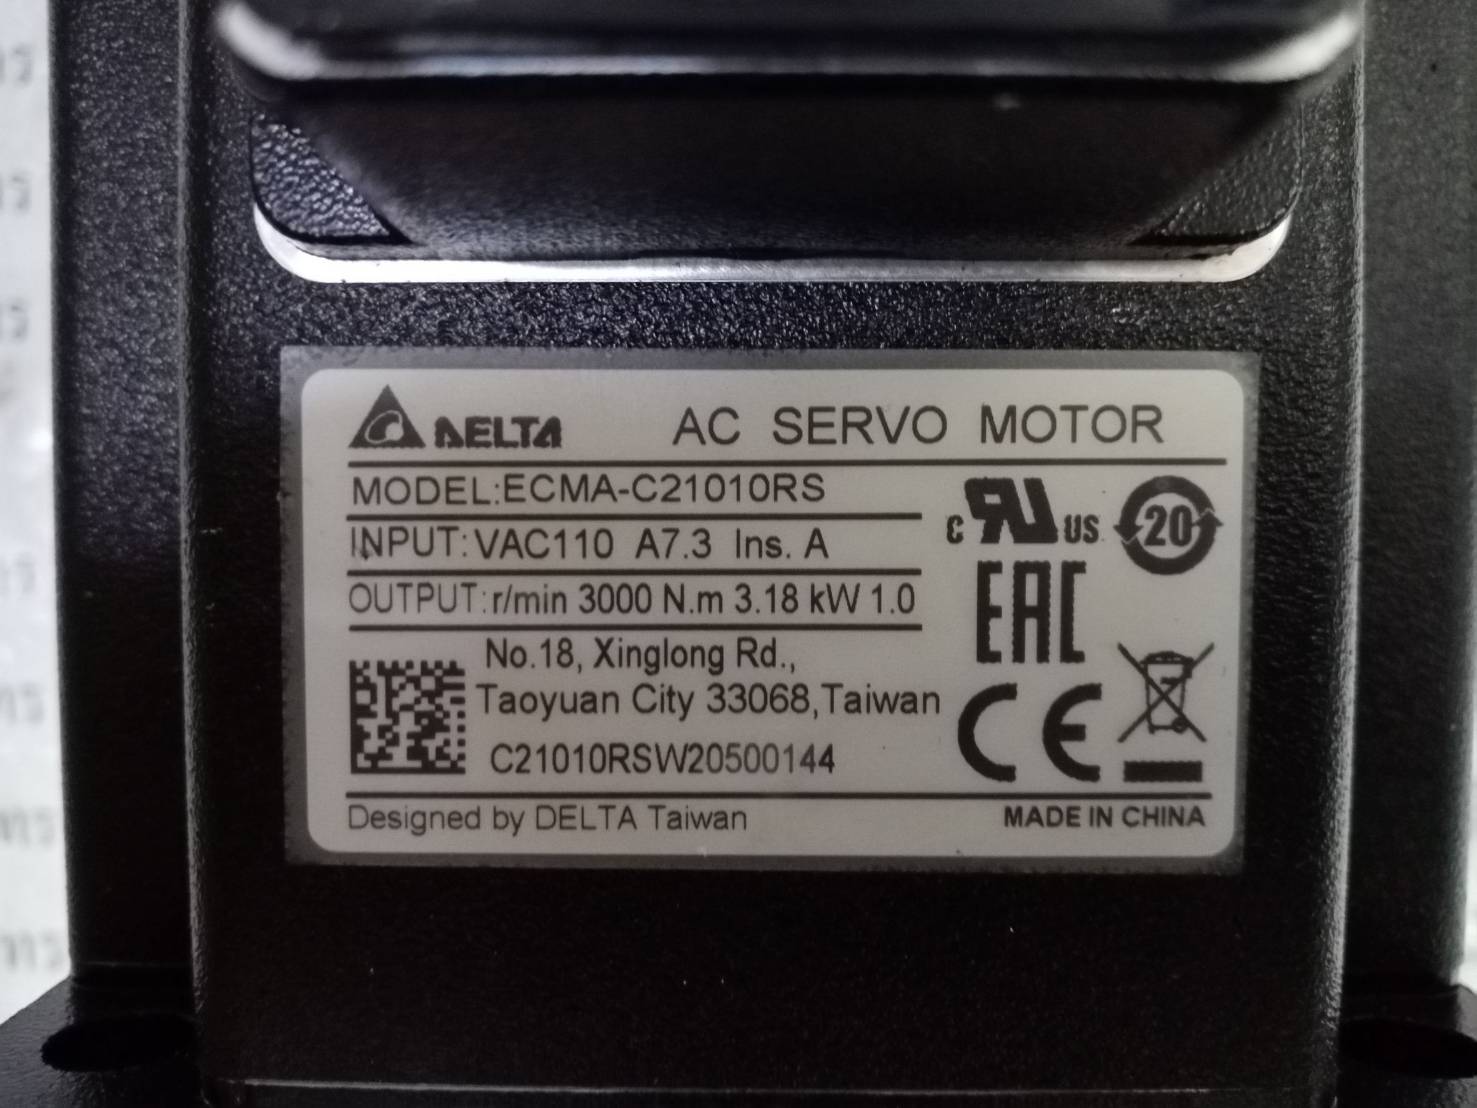 DELTA AC SERVO MOTOR
MODEL:ECMA-C21010RS
INPUT:VAC110 A7.3 Ins. A
OUTPUT:r/min 3000 N.m 3.18 kW 1.0
c RU US 20
EAC
No.18, Xinglong Rd.,
Taoyuan City 33068,Taiwan
C21010RSW20500144
CE
Designed by DELTA Taiwan MADE IN CHINA